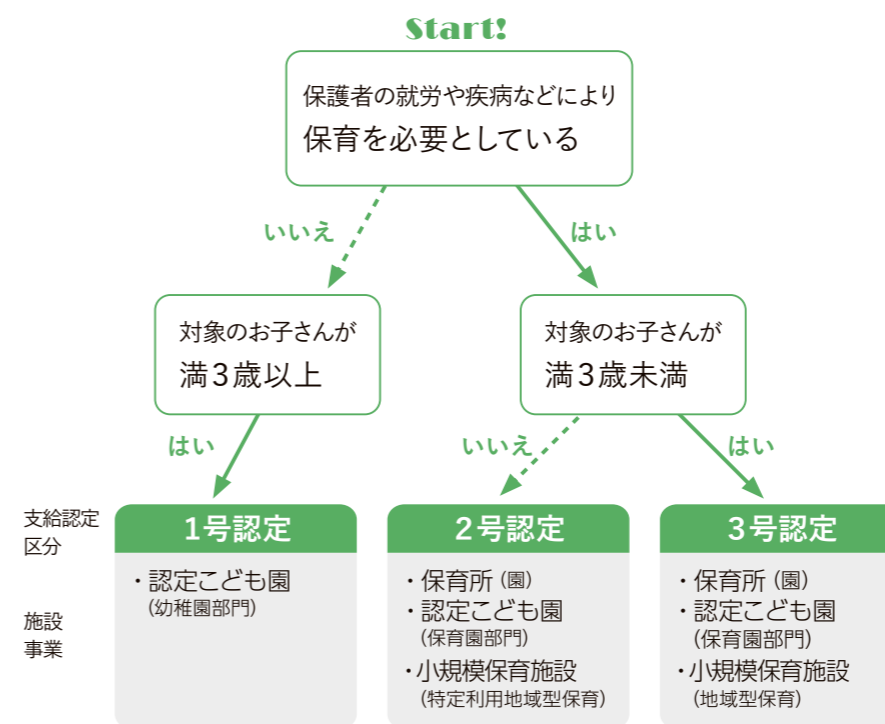 Start!
保護者の就労や疾病などにより
保育を必要としている
いいえ
はい
対象のお子さんが
満3歳以上
対象のお子さんが
満3歳未満
はい
いいえ
はい
支給認定
区分
1号認定
2号認定
3号認定
施設
事業
・認定こども園
(幼稚園部門)
・保育所(園)
・認定こども園
(保育園部門)
・小規模保育施設
(特定利用地域型保育)
・保育所(園)
・認定こども園
(保育園部門)
・小規模保育施設
(地域型保育)